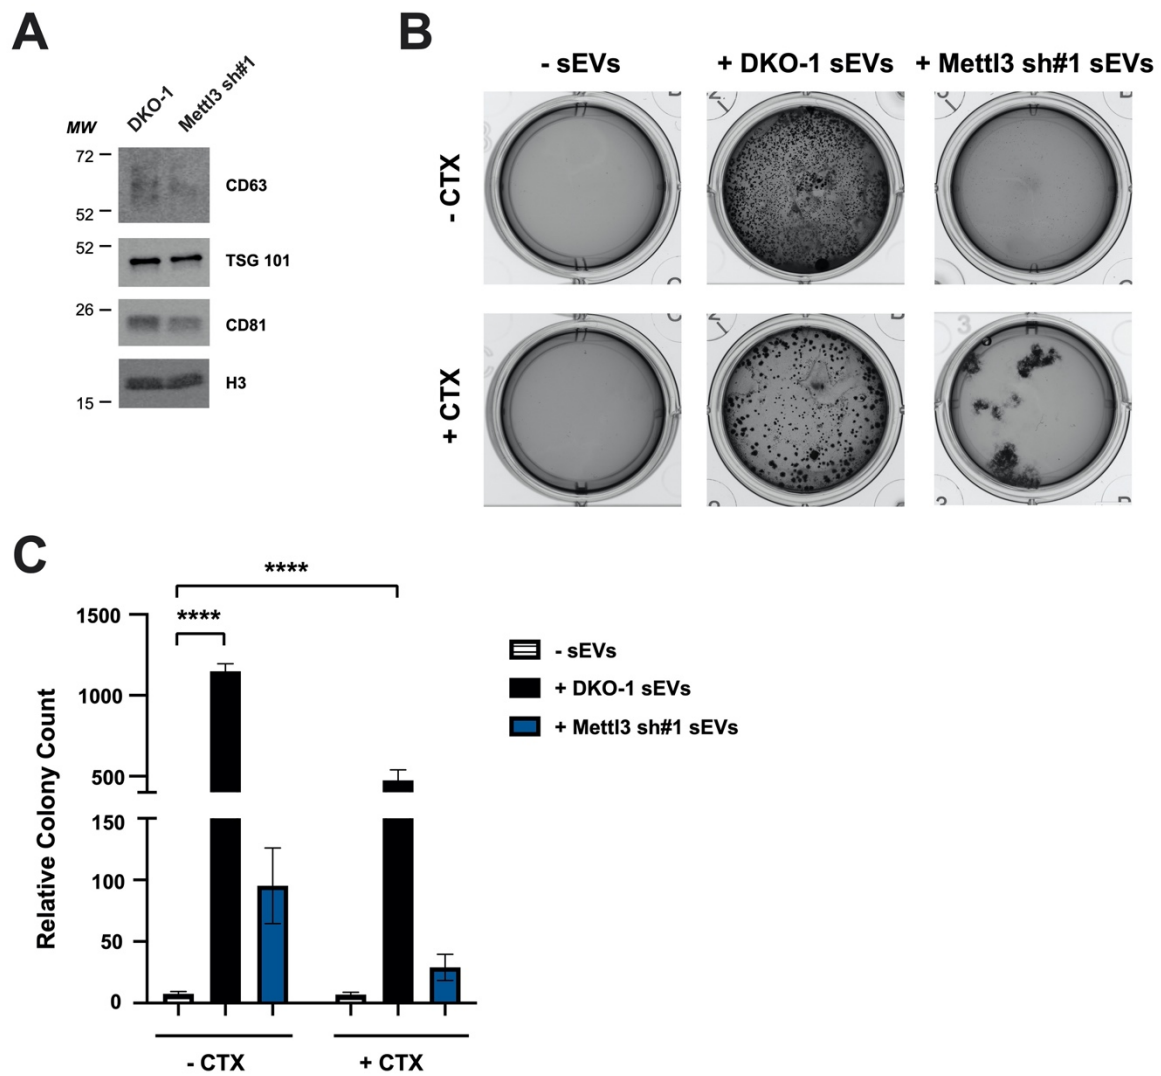 A
DKO-1
Mettl3 sh#1
MW
72
CD63
52
52
TSG 101
26
CD81
H3
15
B
- sEVs
+ DKO-1 sEVs
+ Mettl3 sh#1 sEVs
- CTX
+ CTX
3
C
****
****
1500
1000
500
150
100
50
0
Relative Colony Count
- sEVs
+ DKO-1 sEVs
+ Mettl3 sh#1 sEVs
- CTX
+ CTX